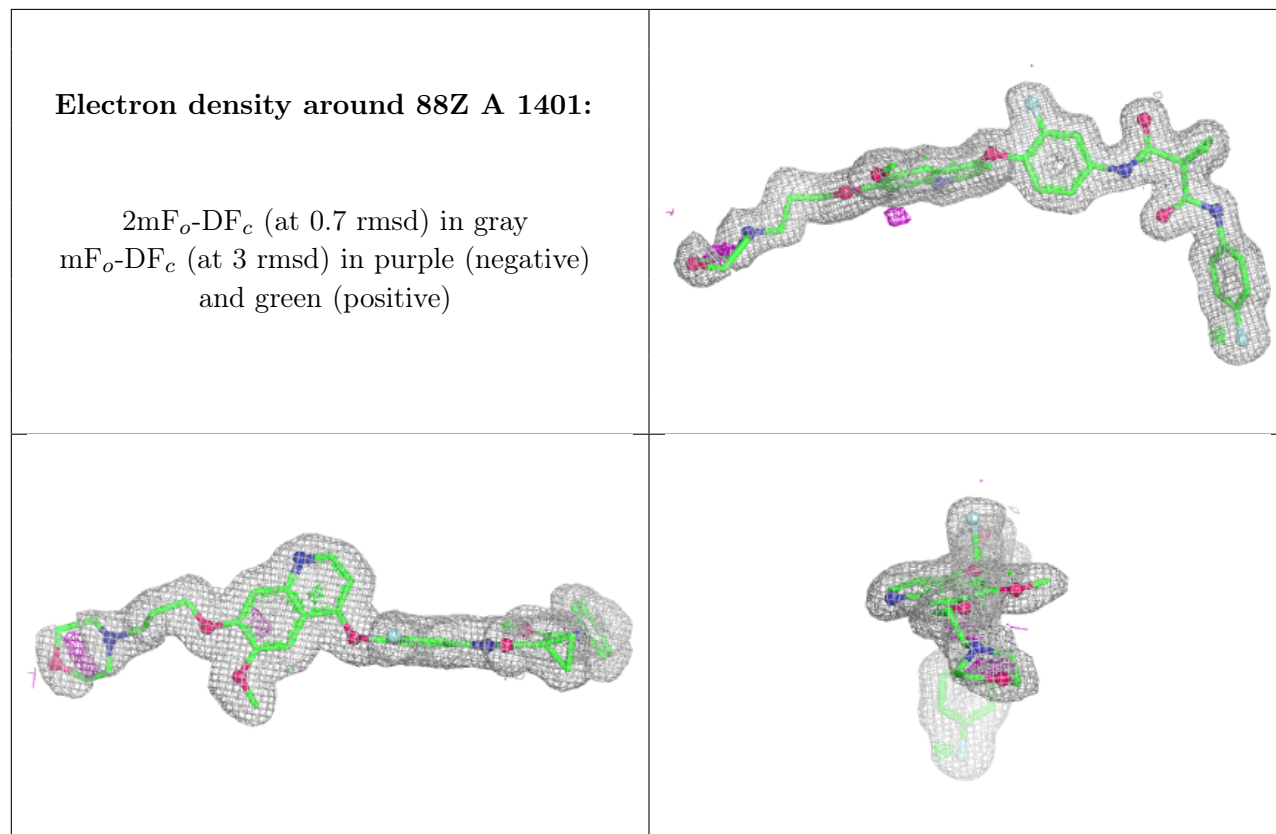 Electron density around 88Z A 1401:
2mFo-DFc (at 0.7 rmsd) in gray
mFo-DFc (at 3 rmsd) in purple (negative)
and green (positive)